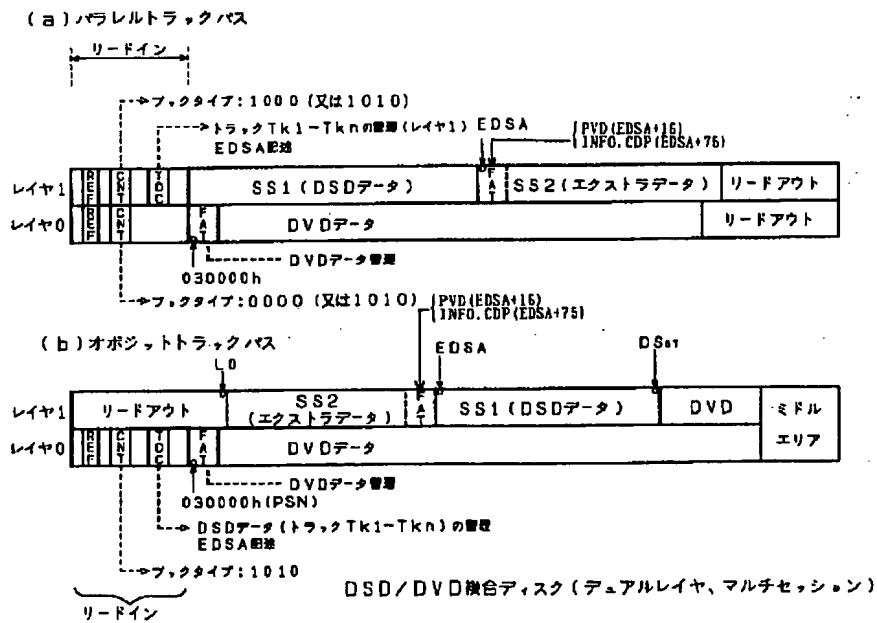 (a)パラレルトラックパス
リードイン
ブックタイプ:1000(又は1010)
トラックTk1-Tknの管理(レイヤ1)
EDSA記述
EDSA
PVD(EDSA+16)
INFO.CDP(EDSA+76)
レイヤ1
REF
CNT
TOC
SS1(DSDデータ)
FAT
SS2(エクストラデータ)
リードアウト
レイヤ0
REF
CNT
FAT
DVDデータ
リードアウト
DVDデータ管理
030000h
ブックタイプ:0000(又は1010)
PVD(EDSA+16)
INFO.CDP(EDSA+76)
(b)オポジットトラックパス
LO
EDSA
DSST
レイヤ1
リードアウト
SS2
(エクストラデータ)
FAT
SS1(DSDデータ)
DVD
ミドル
エリア
レイヤ0
REF
CNT
TOC
FAT
DVDデータ
DVDデータ管理
030000h(PSN)
DSDデータ(トラックTk1-Tkn)の管理
EDSA記述
ブックタイプ:1010
リードイン
DSD/DVD複合ディスク(デュアルレイヤ、マルチセッション)